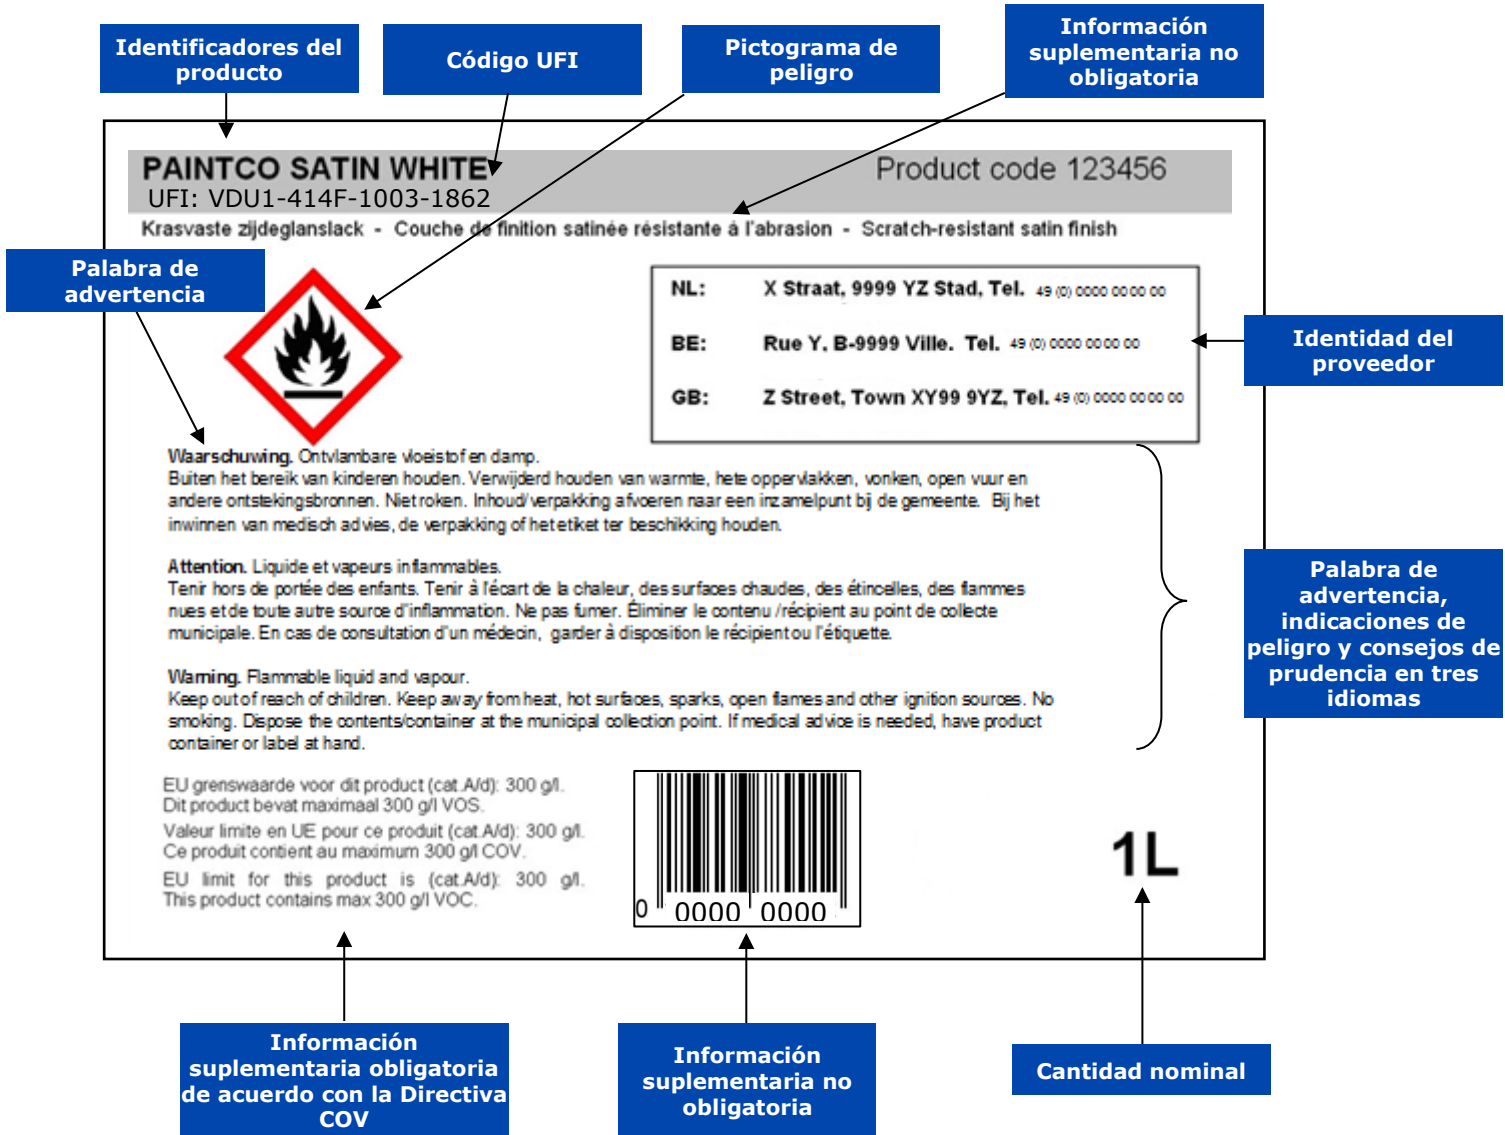 Identificadores del
producto
Código UFI
Pictograma de
peligro
Información
suplementaria no
obligatoria
PAINTCO SATIN WHITE
Product code 123456
UFI: VDU1-414F-1003-1862
Krasvaste zijdeglanslack - Couche de finition satinée résistante à l'abrasion - Scratch-resistant satin finish
Palabra de
advertencia
NL: X Straat, 9999 YZ Stad, Tel. 49 (0) 0000 00 00 00
BE: Rue Y, B-9999 Ville. Tel. 49 (0) 0000 00 00 00
GB: Z Street, Town XY99 9YZ, Tel. 49 (0) 0000 00 00 00
Identidad del
proveedor
Waarschuwing. Ontvlambare vloeistof en damp.
Buiten het bereik van kinderen houden. Verwijderd houden van warmte, hete oppervlakken, vonken, open vuur en
andere ontstekingsbronnen. Niet roken. Inhoud/verpakking afvoeren naar een inzamelpunt bij de gemeente. Bij het
inwinnen van medisch advies, de verpakking of het etiket ter beschikking houden.
Attention. Liquide et vapeurs inflammables.
Tenir hors de portée des enfants. Tenir à l'écart de la chaleur, des surfaces chaudes, des étincelles, des flammes
nues et de toute autre source d'inflammation. Ne pas fumer. Éliminer le contenu /récipient au point de collecte
municipale. En cas de consultation d'un médecin, garder à disposition le récipient ou l'étiquette.
Warning. Flammable liquid and vapour.
Keep out of reach of children. Keep away from heat, hot surfaces, sparks, open flames and other ignition sources. No
smoking. Dispose the contents/container at the municipal collection point. If medical advice is needed, have product
container or label at hand.
Palabra de
advertencia,
indicaciones de
peligro y consejos de
prudencia en tres
idiomas
EU grenswaarde voor dit product (cat.A/d): 300 g/l.
Dit product bevat maximaal 300 g/l VOS.
Valeur limite en UE pour ce produit (cat.A/d): 300 g/l.
Ce produit contient au maximum 300 g/l COV.
EU limit for this product is (cat.A/d): 300 g/l.
This product contains max 300 g/l VOC.
0 0000 0000
1L
Información
suplementaria obligatoria
de acuerdo con la Directiva
COV
Información
suplementaria no
obligatoria
Cantidad nominal